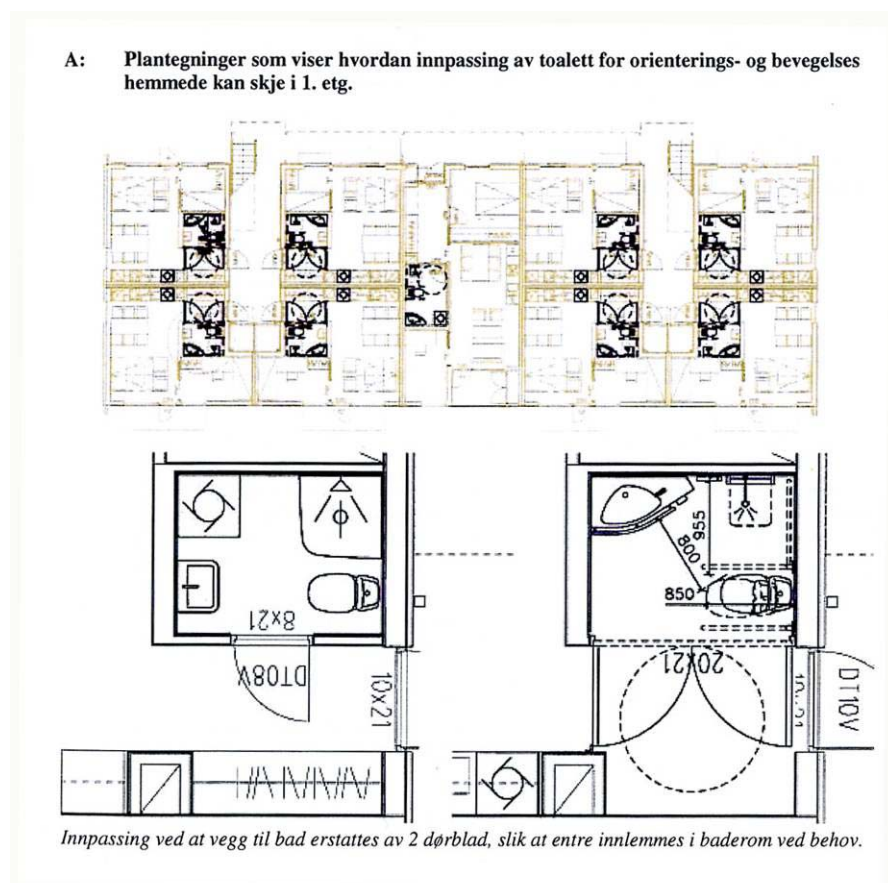 A: Plantegninger som viser hvordan innpassing av toalett for orienterings- og bevegelses
hemmede kan skje i 1. etg.
955
800
850
8x21
20x21
DT08V
10x21
DT10V
Innpassing ved at vegg til bad erstattes av 2 dørblad, slik at entre innlemmes i baderom ved behov.